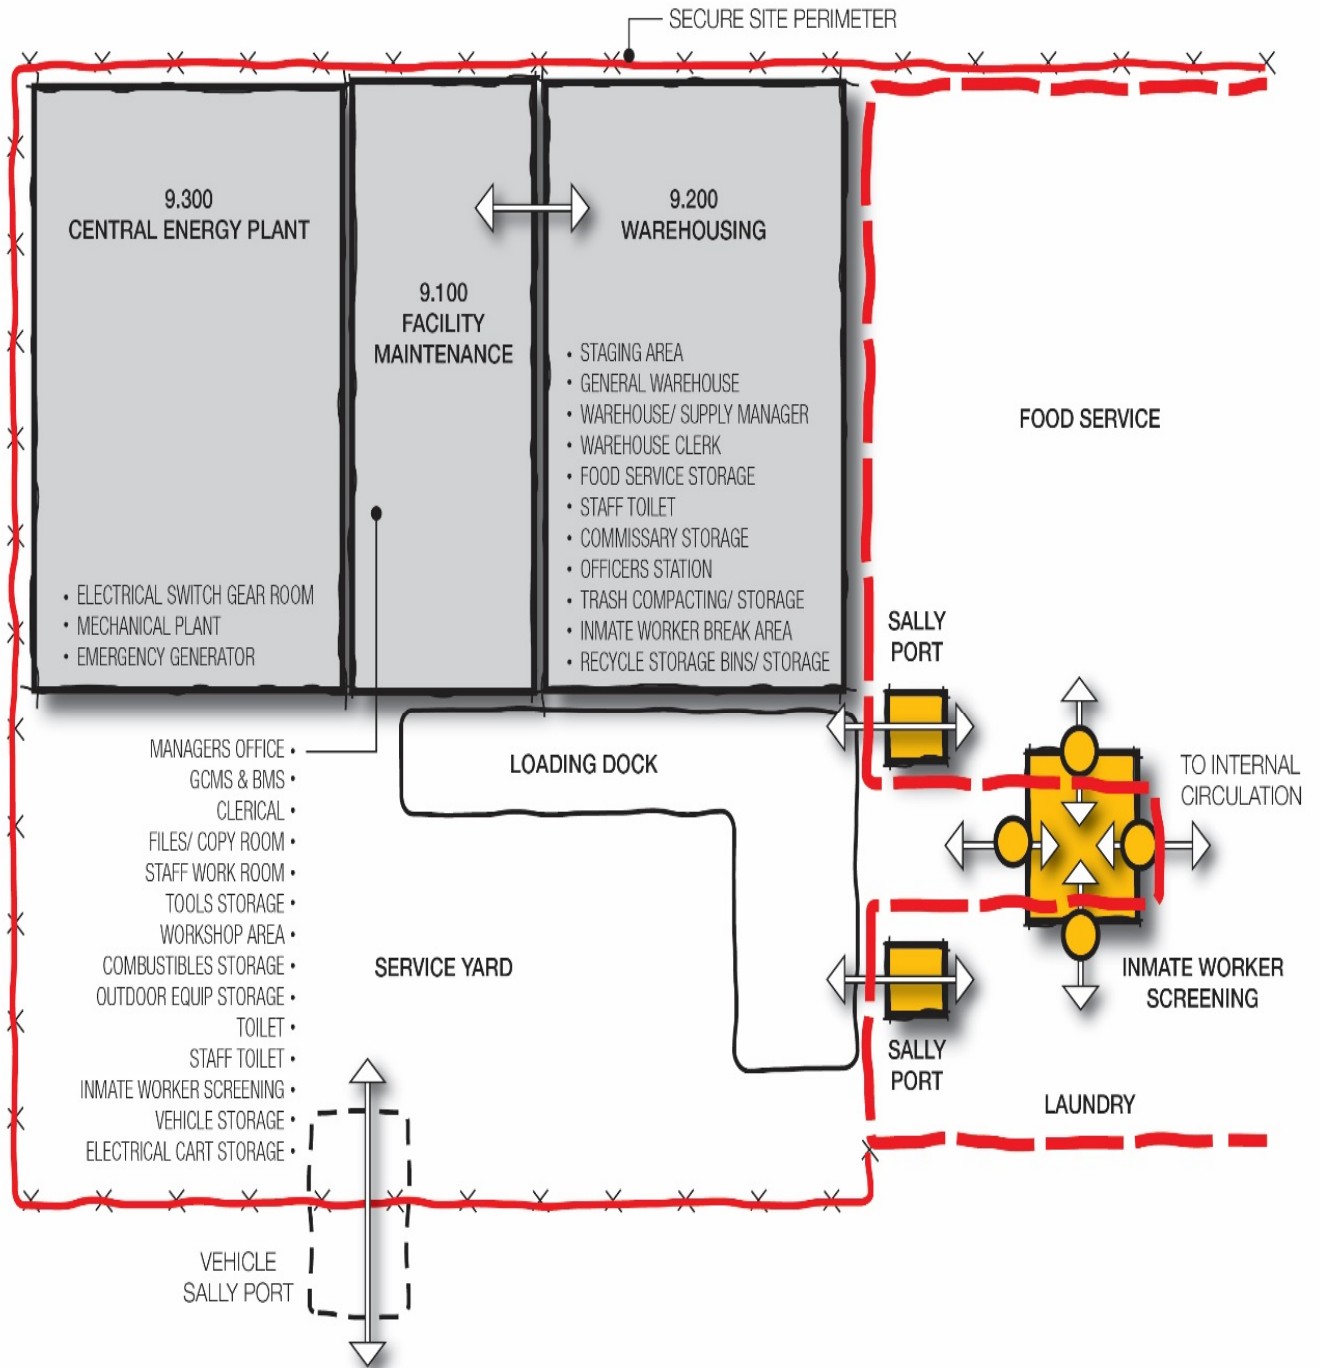 SECURE SITE PERIMETER
9.300
CENTRAL ENERGY PLANT
• ELECTRICAL SWITCH GEAR ROOM
• MECHANICAL PLANT
• EMERGENCY GENERATOR
9.100
FACILITY
MAINTENANCE
9.200
WAREHOUSING
• STAGING AREA
• GENERAL WAREHOUSE
• WAREHOUSE/ SUPPLY MANAGER
• WAREHOUSE CLERK
• FOOD SERVICE STORAGE
• STAFF TOILET
• COMMISSARY STORAGE
• OFFICERS STATION
• TRASH COMPACTING/ STORAGE
• INMATE WORKER BREAK AREA
• RECYCLE STORAGE BINS/ STORAGE
FOOD SERVICE
SALLY
PORT
MANAGERS OFFICE •
GCMS & BMS •
CLERICAL •
FILES/ COPY ROOM •
STAFF WORK ROOM •
TOOLS STORAGE •
WORKSHOP AREA •
COMBUSTIBLES STORAGE •
OUTDOOR EQUIP STORAGE •
TOILET •
STAFF TOILET •
INMATE WORKER SCREENING •
VEHICLE STORAGE •
ELECTRICAL CART STORAGE •
LOADING DOCK
SERVICE YARD
TO INTERNAL
CIRCULATION
INMATE WORKER
SCREENING
SALLY
PORT
LAUNDRY
VEHICLE
SALLY PORT